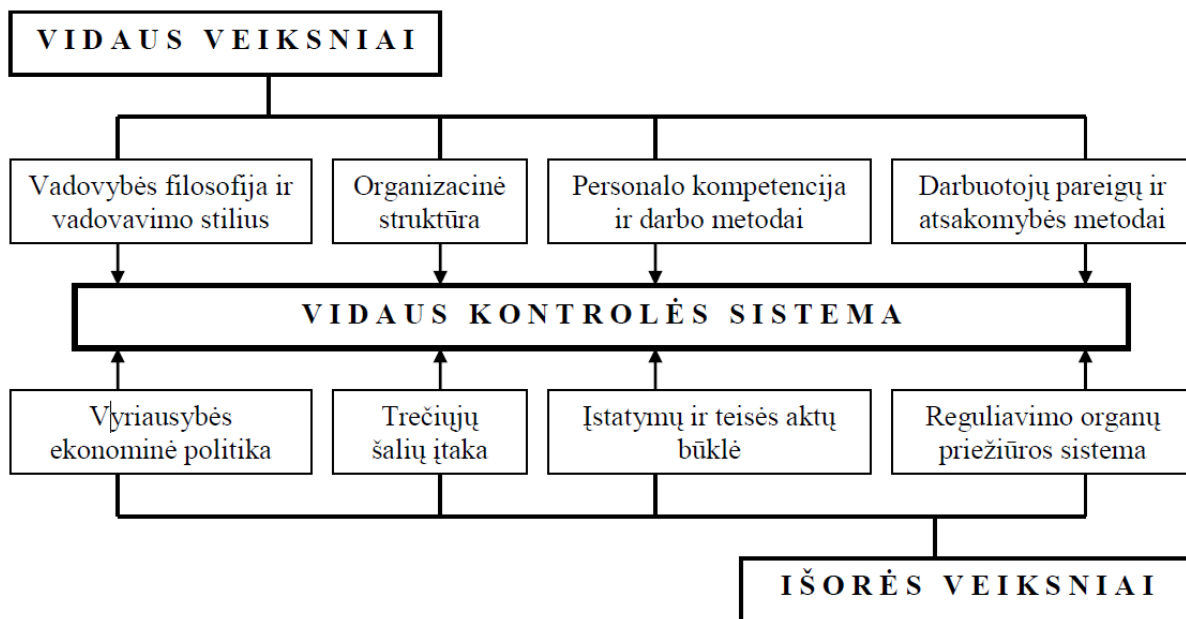 VIDAUS VEIKSNIAI
Vadovybės filosofija ir
vadovavimo stilius
Organizacinė
struktūra
Personalo kompetencija
ir darbo metodai
Darbuotojų pareigų ir
atsakomybės metodai
VIDAUS KONTROLĖS SISTEMA
Vyriausybės
ekonominė politika
Trečiųjų
šalių įtaka
Įstatymų ir teisės aktų
būklė
Reguliavimo organų
priežiūros sistema
IŠORĖS VEIKSNIAI